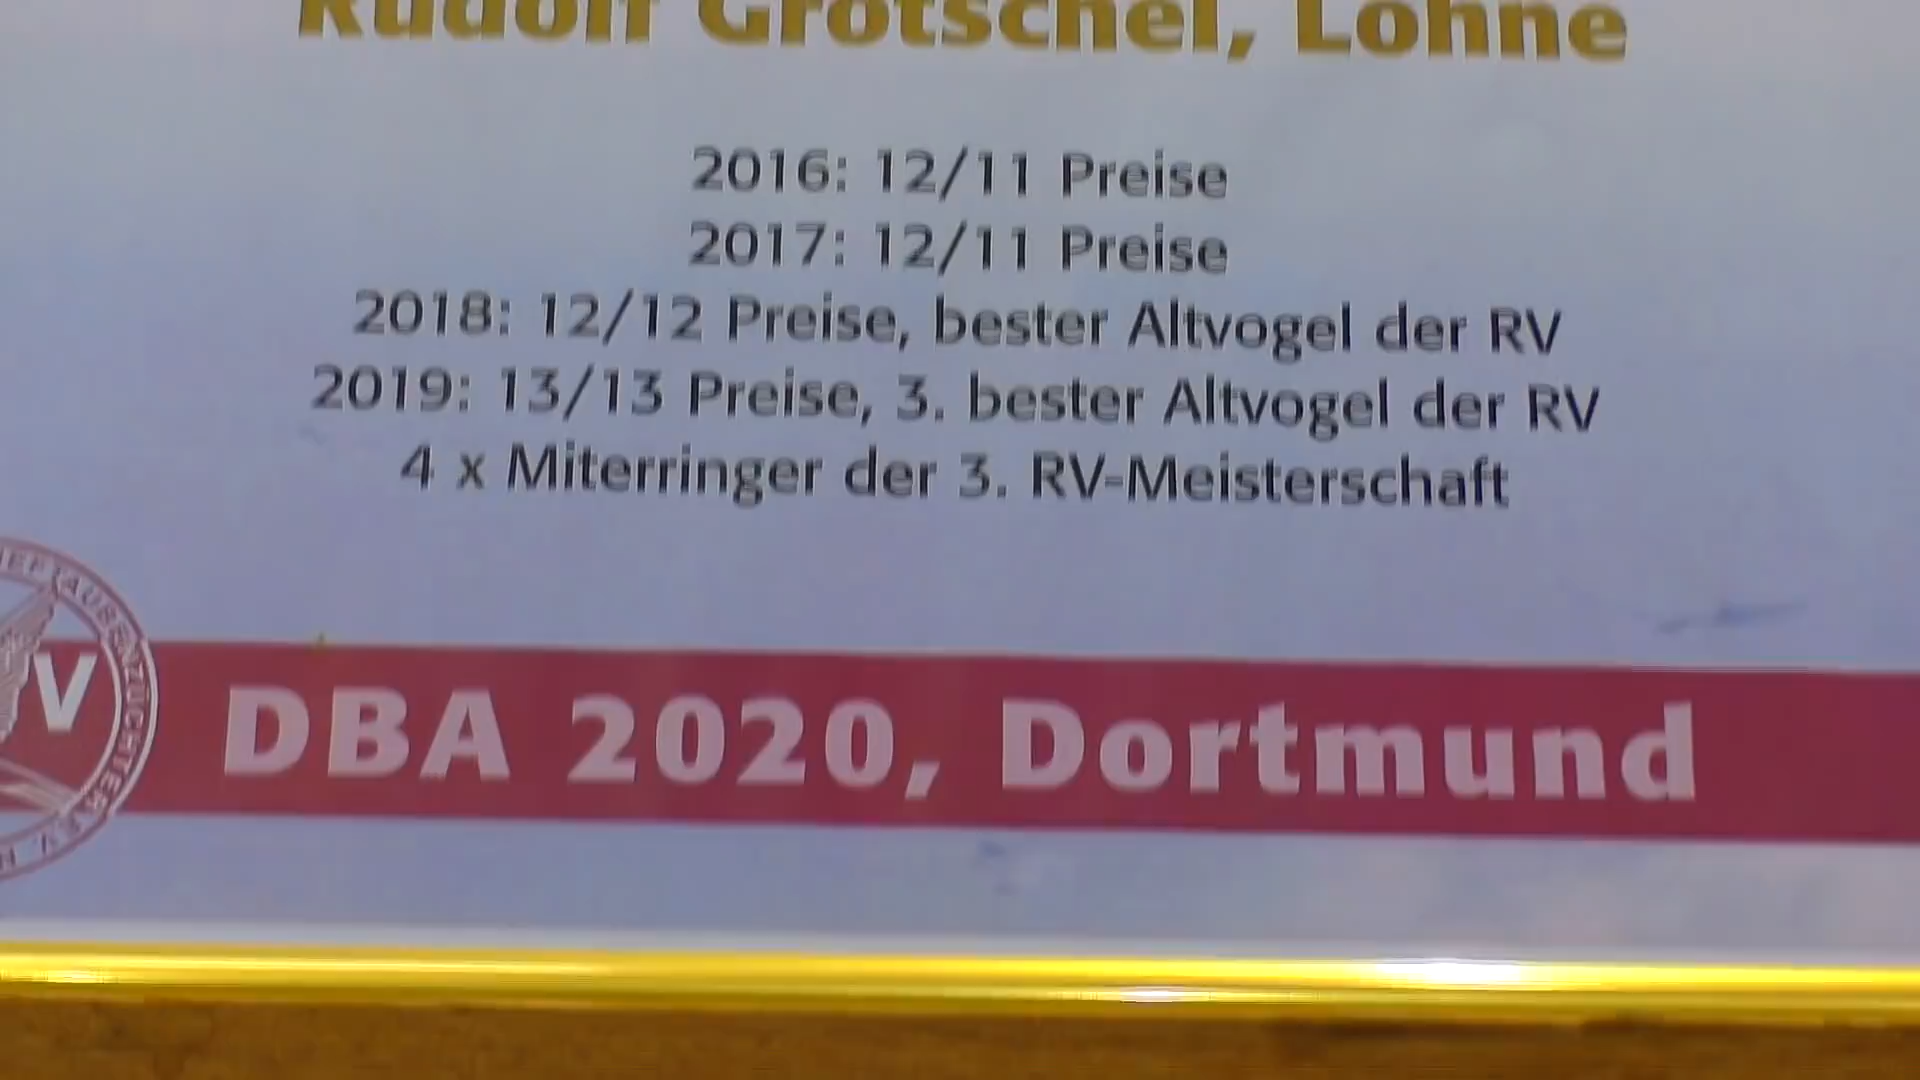 Rudolf Grötschel, Lohne
2016: 12/11 Preise
2017: 12/11 Preise
2018: 12/12 Preise, bester Altvogel der RV
2019: 13/13 Preise, 3. bester Altvogel der RV
4 x Miterringer der 3. RV-Meisterschaft
V
DBA 2020, Dortmund